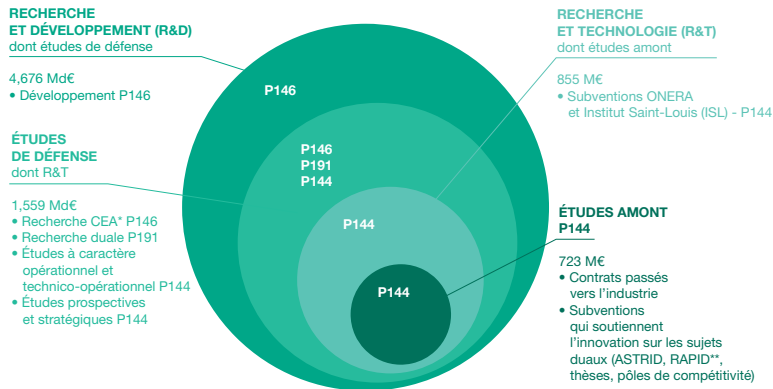 RECHERCHE
ET DÉVELOPPEMENT (R&D)
dont études de défense
4,676 Md€
• Développement P146
ÉTUDES
DE DÉFENSE
dont R&T
1,559 Md€
• Recherche CEA* P146
• Recherche duale P191
• Études à caractère
opérationnel et
technico-opérationnel P144
• Études prospectives
et stratégiques P144
P146
P146
P191
P144
P144
P144
RECHERCHE
ET TECHNOLOGIE (R&T)
dont études amont
855 M€
• Subventions ONERA
et Institut Saint-Louis (ISL) - P144
ÉTUDES AMONT
P144
723 M€
• Contrats passés
vers l'industrie
• Subventions
qui soutiennent
l'innovation sur les sujets
duaux (ASTRID, RAPID**,
thèses, pôles de compétitivité)